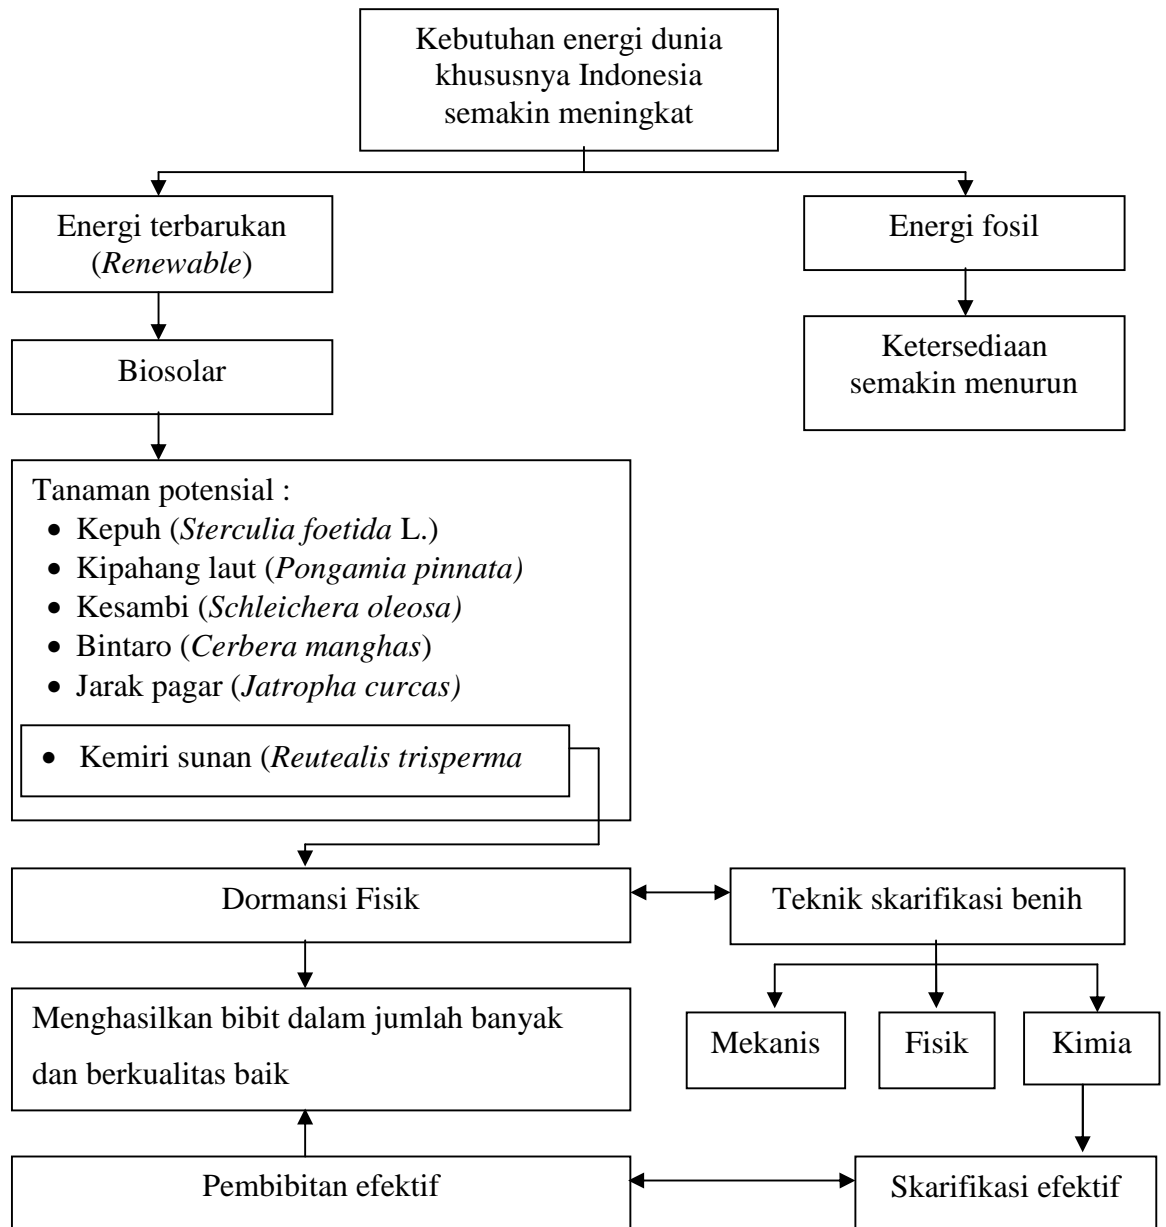 Kebutuhan energi dunia
khususnya Indonesia
semakin meningkat
Energi terbarukan
(Renewable)
Energi fosil
Biosolar
Ketersediaan
semakin menurun
Tanaman potensial :
• Kepuh (Sterculia foetida L.)
• Kipahang laut (Pongamia pinnata)
• Kesambi (Schleichera oleosa)
• Bintaro (Cerbera manghas)
• Jarak pagar (Jatropha curcas)
• Kemiri sunan (Reutealis trisperma
Dormansi Fisik
Teknik skarifikasi benih
Menghasilkan bibit dalam jumlah banyak
dan berkualitas baik
Mekanis
Fisik
Kimia
Pembibitan efektif
Skarifikasi efektif